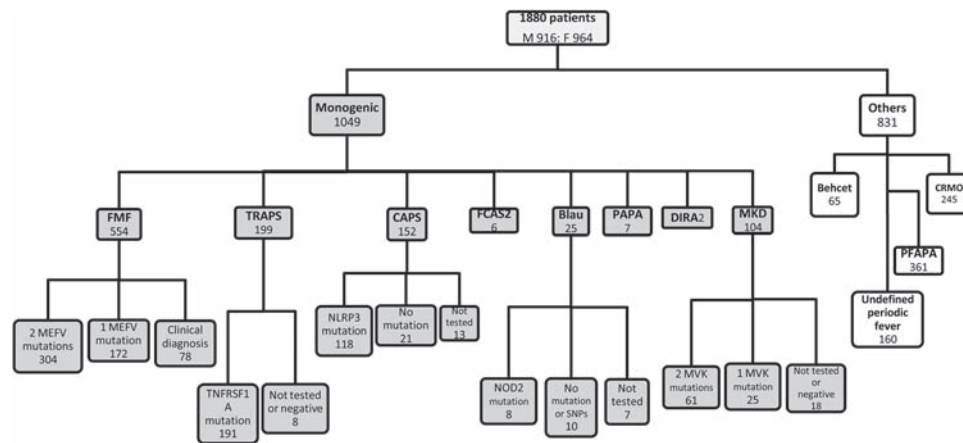 1880 patients
M 916; F 964
Monogenic
1049
Others
831
FMF
554
TRAPS
199
CAPS
152
FCAS2
6
Blau
25
PAPA
7
DIRA2
MKD
104
Behcet
65
CRMO
245
PFAPA
361
Undefined
periodic
fever
160
2 MEFV
mutations
304
1 MEFV
mutation
172
Clinical
diagnosis
78
TNFRSF1
A
mutation
191
Not tested
or negative
8
NLRP3
mutation
118
No
mutation
21
Not
tested
13
NOD2
mutation
8
No
mutation
or SNPs
10
Not
tested
7
2 MVK
mutations
61
1 MVK
mutation
25
Not tested
or
negative
18